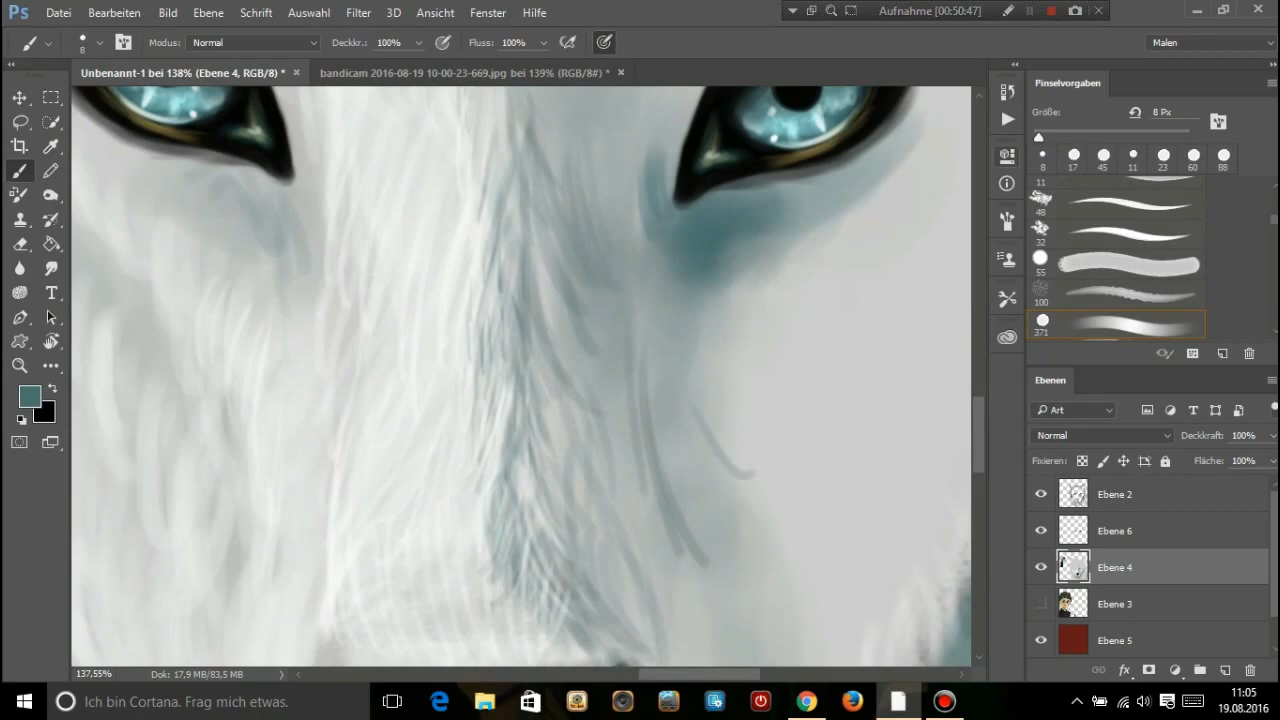 Ps Datei Bearbeiten Bild Ebene Schrift Auswahl Filter 3D Ansicht Fenster Hilfe Aufnahme [00:50:47]
8 Modus: Normal Deckkr.: 100% Fluss: 100% Malen
Unbenannt-1 bei 138% (Ebene 4, RGB/8) * × bandicam 2016-08-19 10-00-23-669.jpg bei 139% (RGB/8#) * ×
Pinselvorgaben
Größe: 8 Px
8 17 45 11 23 60 88
11
48
32
55
100
371
Ebenen
Art
Normal Deckkraft: 100%
Fixieren: Fläche: 100%
Ebene 2
Ebene 6
Ebene 4
Ebene 3
Ebene 5
137,55% Dok: 17,9 MB/83,5 MB
Ich bin Cortana. Frag mich etwas.
11:05
19.08.2016